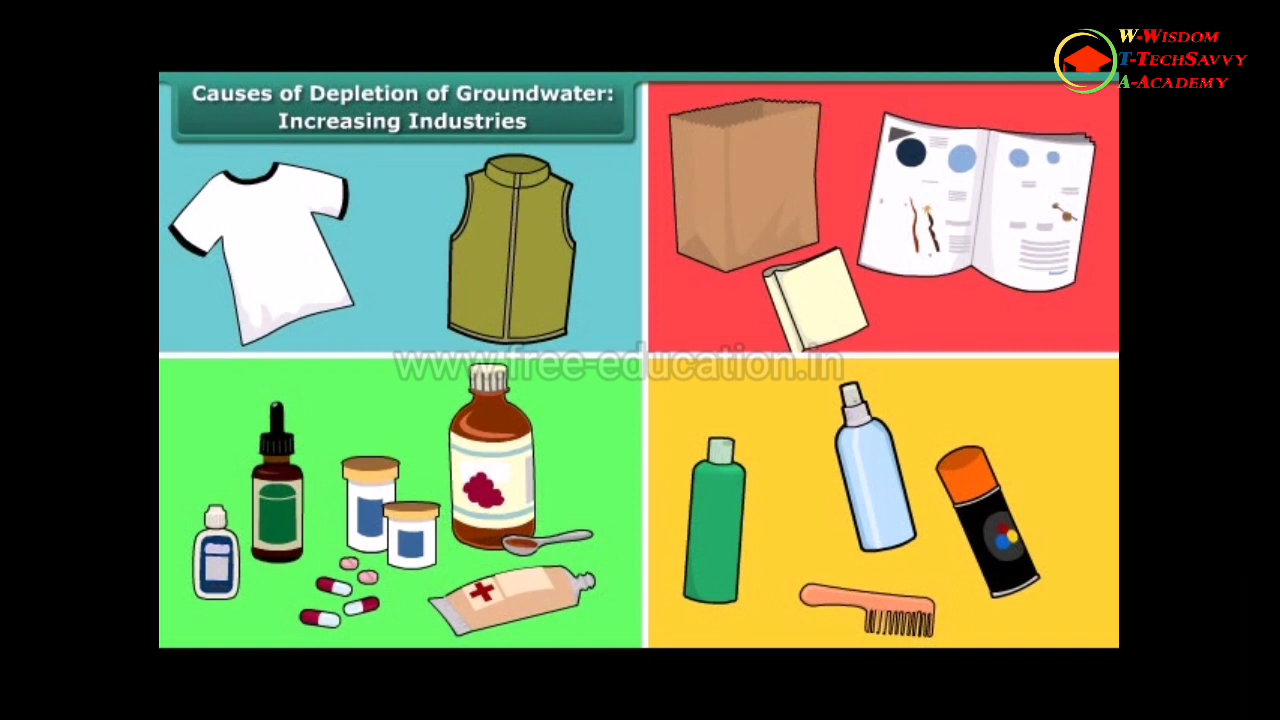 W-Wisdom
T-TechSavvy
A-Academy
Causes of Depletion of Groundwater:
Increasing Industries
www.free-education.in